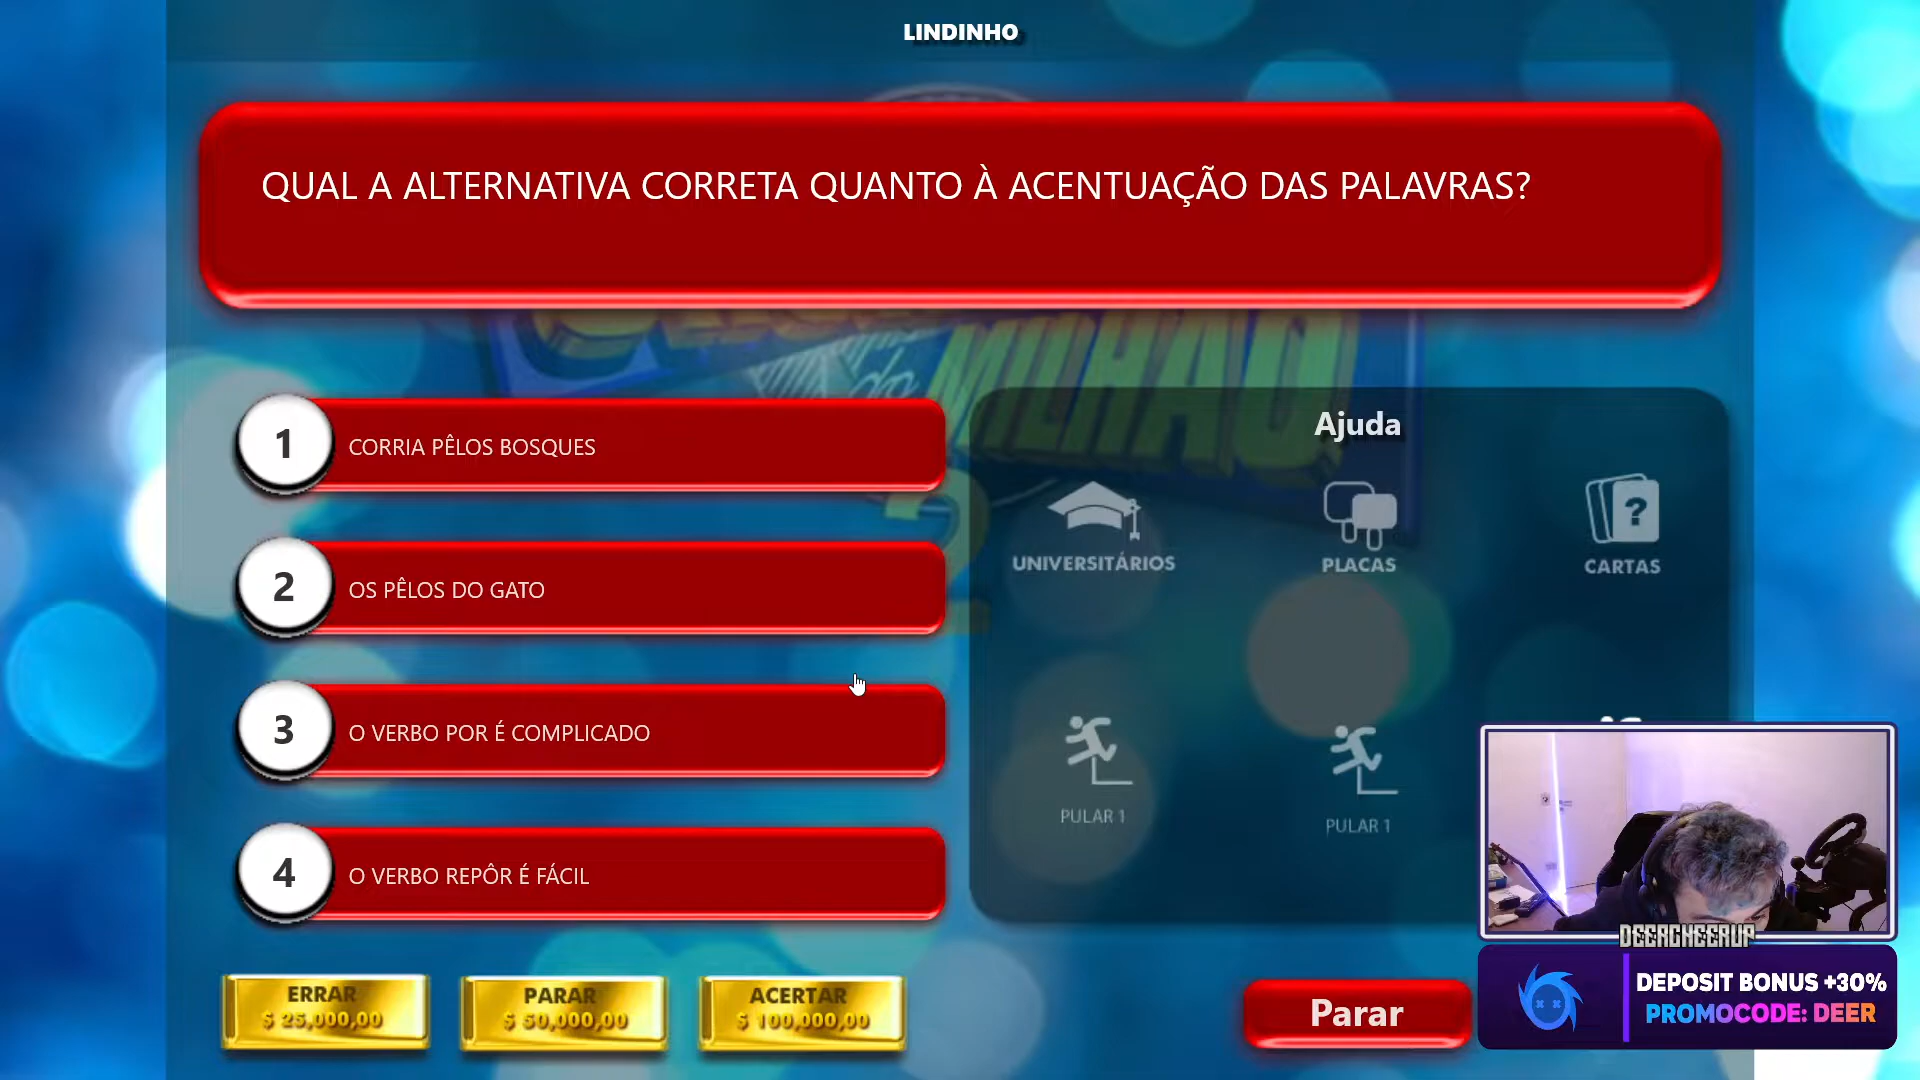 LINDINHO
QUAL A ALTERNATIVA CORRETA QUANTO À ACENTUAÇÃO DAS PALAVRAS?
do MILHÃO
1 CORRIA PÊLOS BOSQUES
2 OS PÊLOS DO GATO
3 O VERBO POR É COMPLICADO
4 O VERBO REPÔR É FÁCIL
Ajuda
UNIVERSITÁRIOS
PLACAS
? CARTAS
PULAR 1
PULAR 1
ERRAR
$ 25,000,00
PARAR
$ 50,000,00
ACERTAR
$ 100,000,00
Parar
DEERCHEERUP
DEPOSIT BONUS +30%
PROMOCODE: DEER